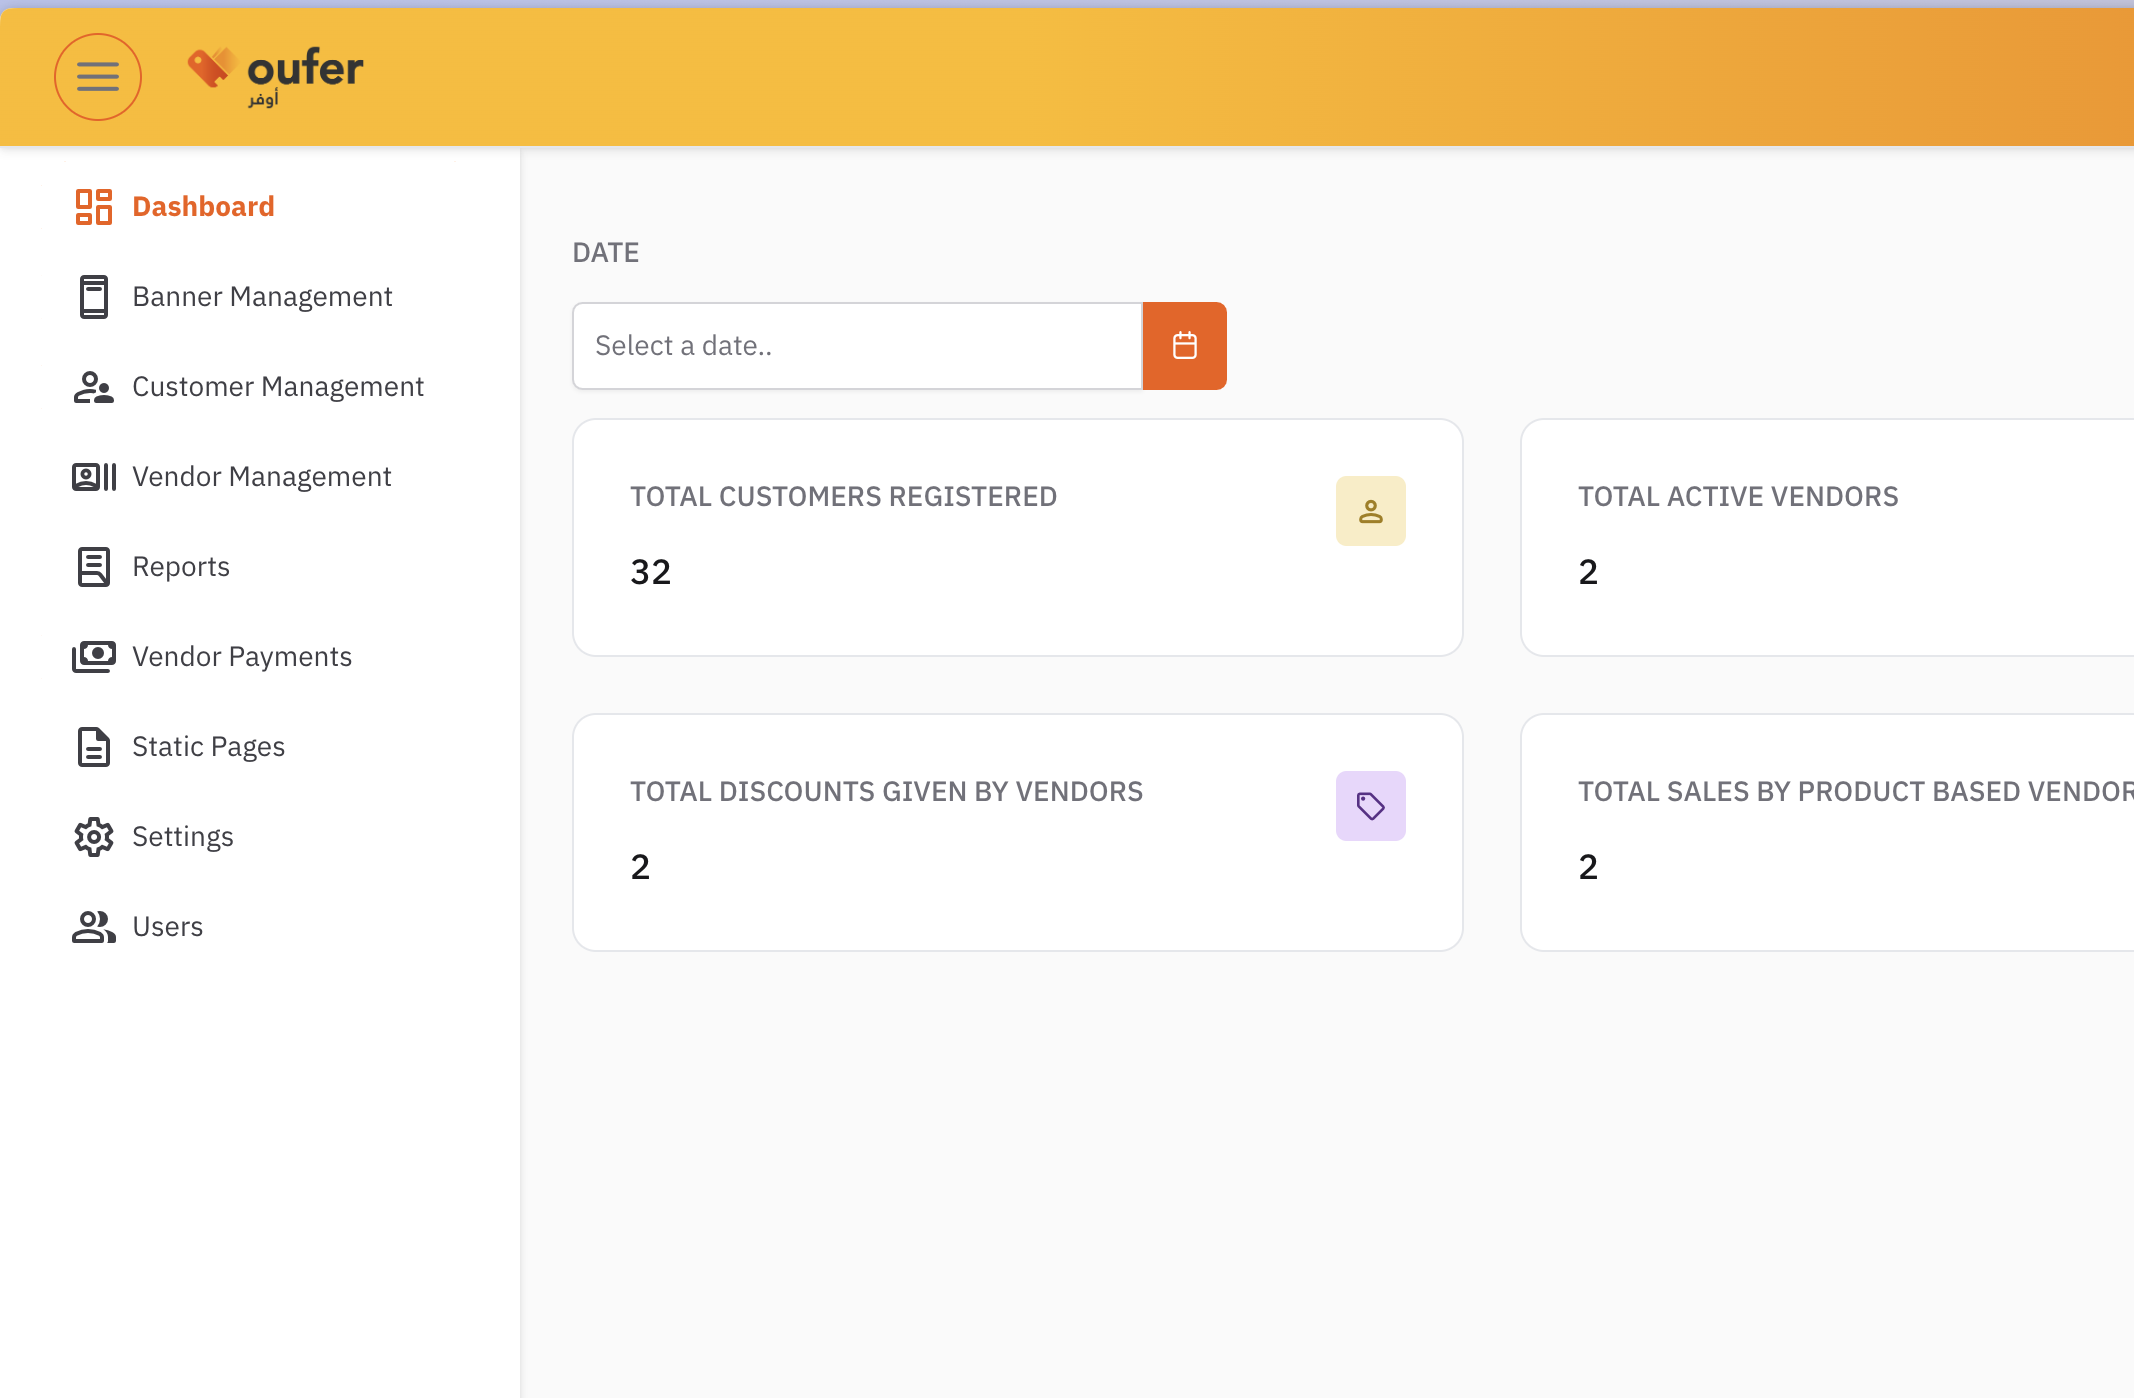 oufer
أوفر
Dashboard
Banner Management
Customer Management
Vendor Management
Reports
Vendor Payments
Static Pages
Settings
Users
DATE
Select a date..
TOTAL CUSTOMERS REGISTERED
32
TOTAL ACTIVE VENDORS
2
TOTAL DISCOUNTS GIVEN BY VENDORS
2
TOTAL SALES BY PRODUCT BASED VENDOR
2